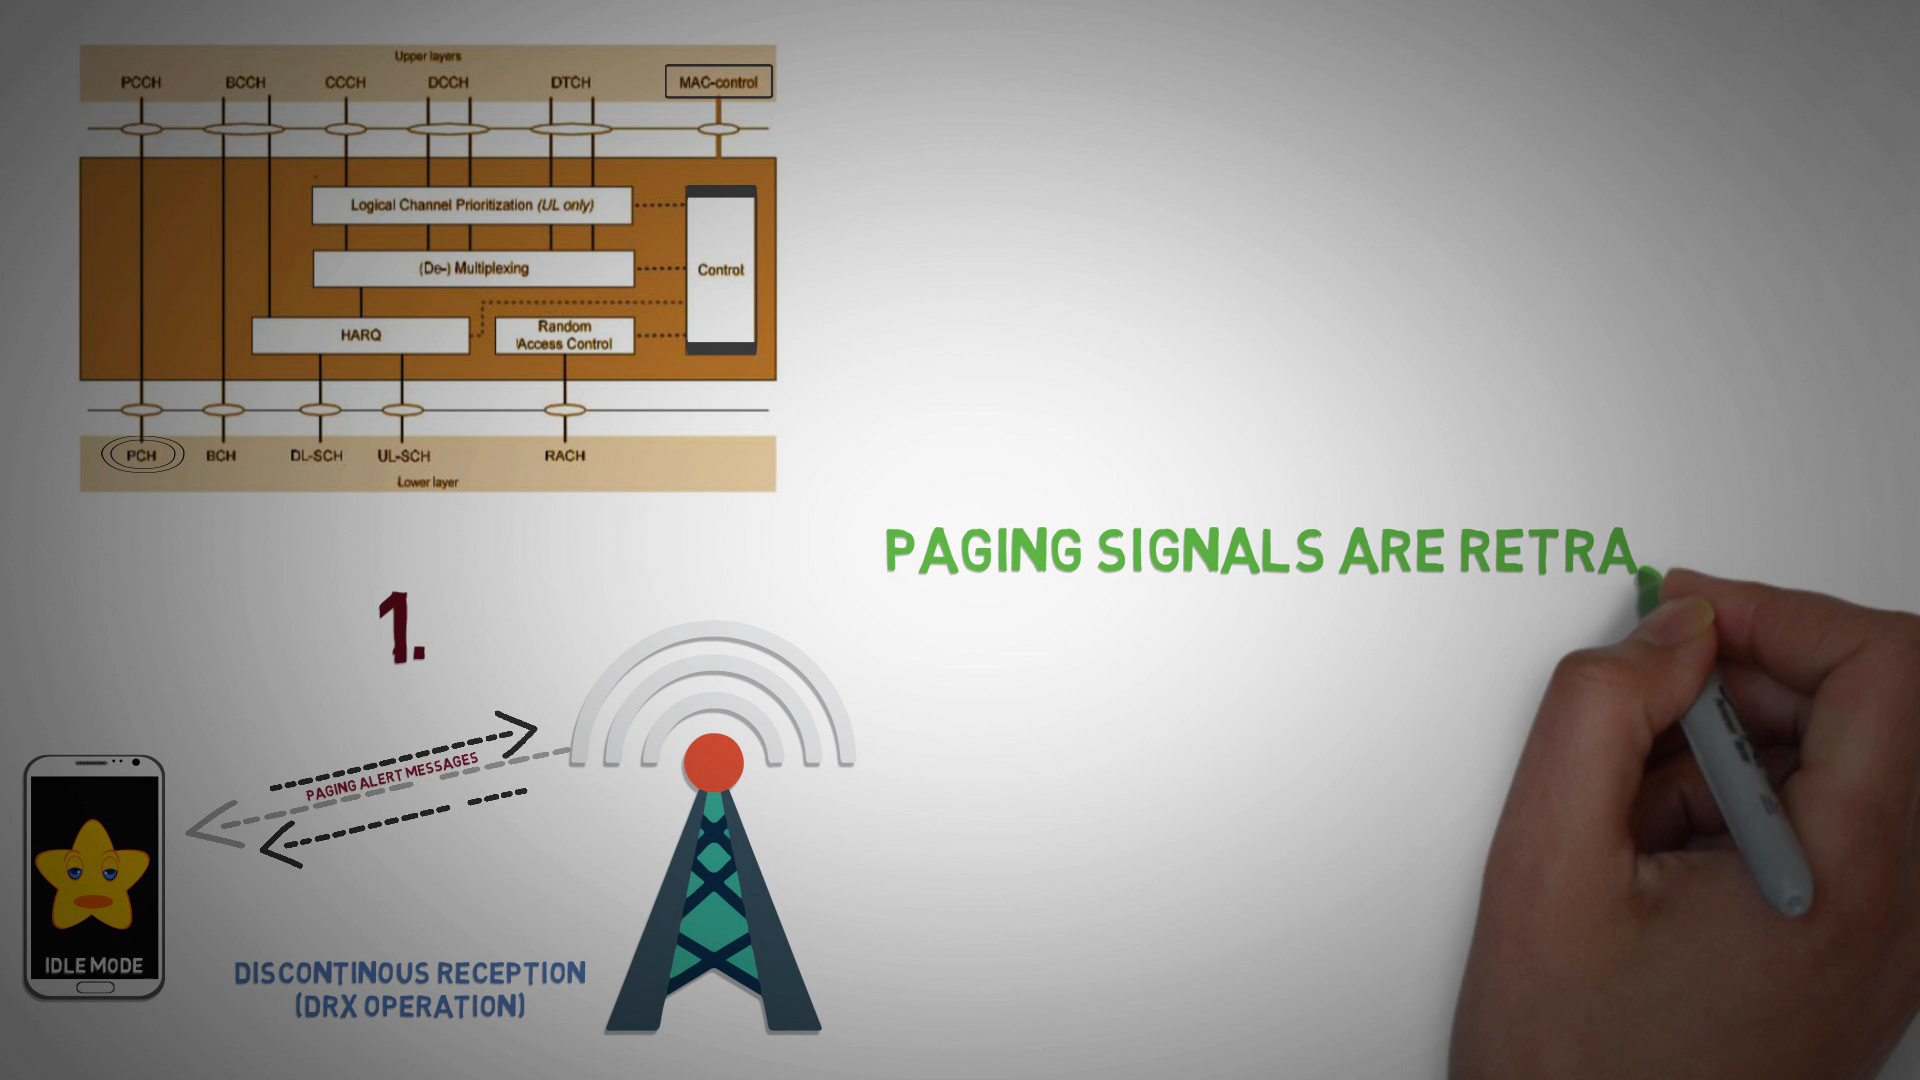 Upper layers
PCCH BCCH CCCH DCCH DTCH MAC-control
Logical Channel Prioritization (UL only)
(De-) Multiplexing
Control
HARQ
Random
Access Control
PCH BCH DL-SCH UL-SCH RACH
Lower layer
PAGING SIGNALS ARE RETRA
1.
PAGING ALERT MESSAGES
IDLE MODE
DISCONTINOUS RECEPTION
(DRX OPERATION)